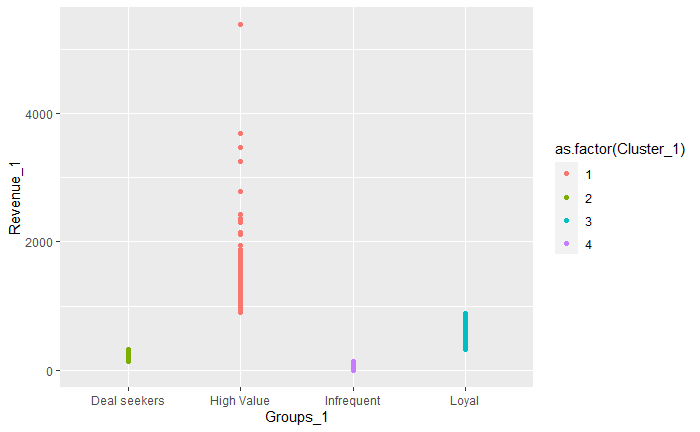 4000
2000
0
Revenue_1
Deal seekers
High Value
Infrequent
Loyal
Groups_1
as.factor(Cluster_1)
1
2
3
4